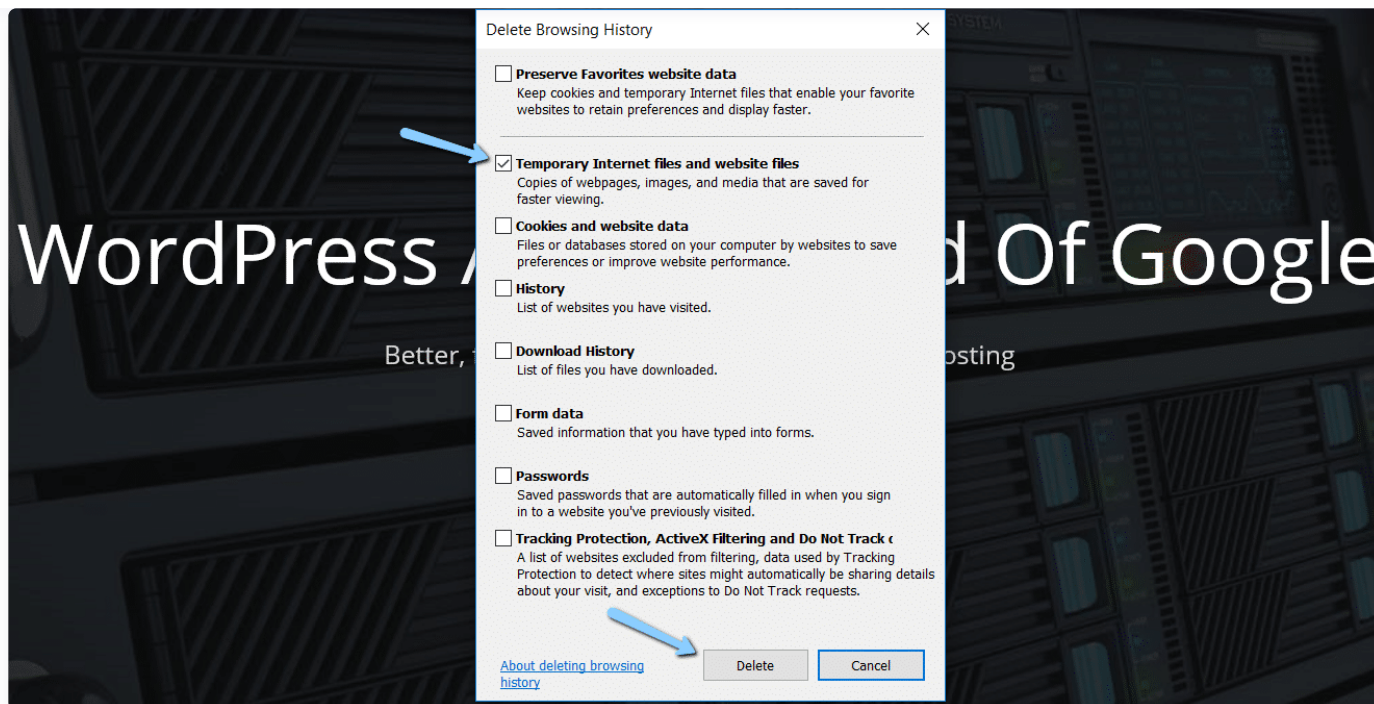 Delete Browsing History
SYSTEM
Preserve Favorites website data
Keep cookies and temporary Internet files that enable your favorite
websites to retain preferences and display faster.
Temporary Internet files and website files
Copies of webpages, images, and media that are saved for
faster viewing.
Cookies and website data
Files or databases stored on your computer by websites to save
preferences or improve website performance.
WordPress A d Of Google
History
List of websites you have visited.
Download History
List of files you have downloaded.
Better, osting
Form data
Saved information that you have typed into forms.
Passwords
Saved passwords that are automatically filled in when you sign
in to a website you've previously visited.
Tracking Protection, ActiveX Filtering and Do Not Track
A list of websites excluded from filtering, data used by Tracking
Protection to detect where sites might automatically be sharing details
about your visit, and exceptions to Do Not Track requests.
About deleting browsing
history
Delete
Cancel